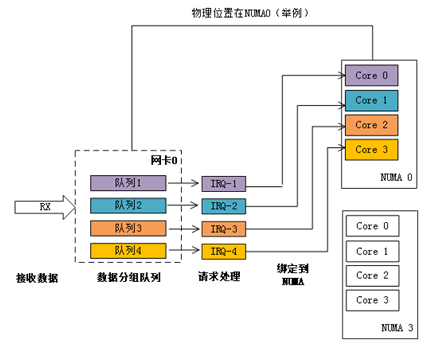 物理位置在NUMA0（举例）
网卡0
RX
队列1
队列2
队列3
队列4
IRQ-1
IRQ-2
IRQ-3
IRQ-4
Core 0
Core 1
Core 2
Core 3
NUMA 0
Core 0
Core 1
Core 2
Core 3
NUMA 3
接收数据
数据分组队列
请求处理
绑定到
NUMA